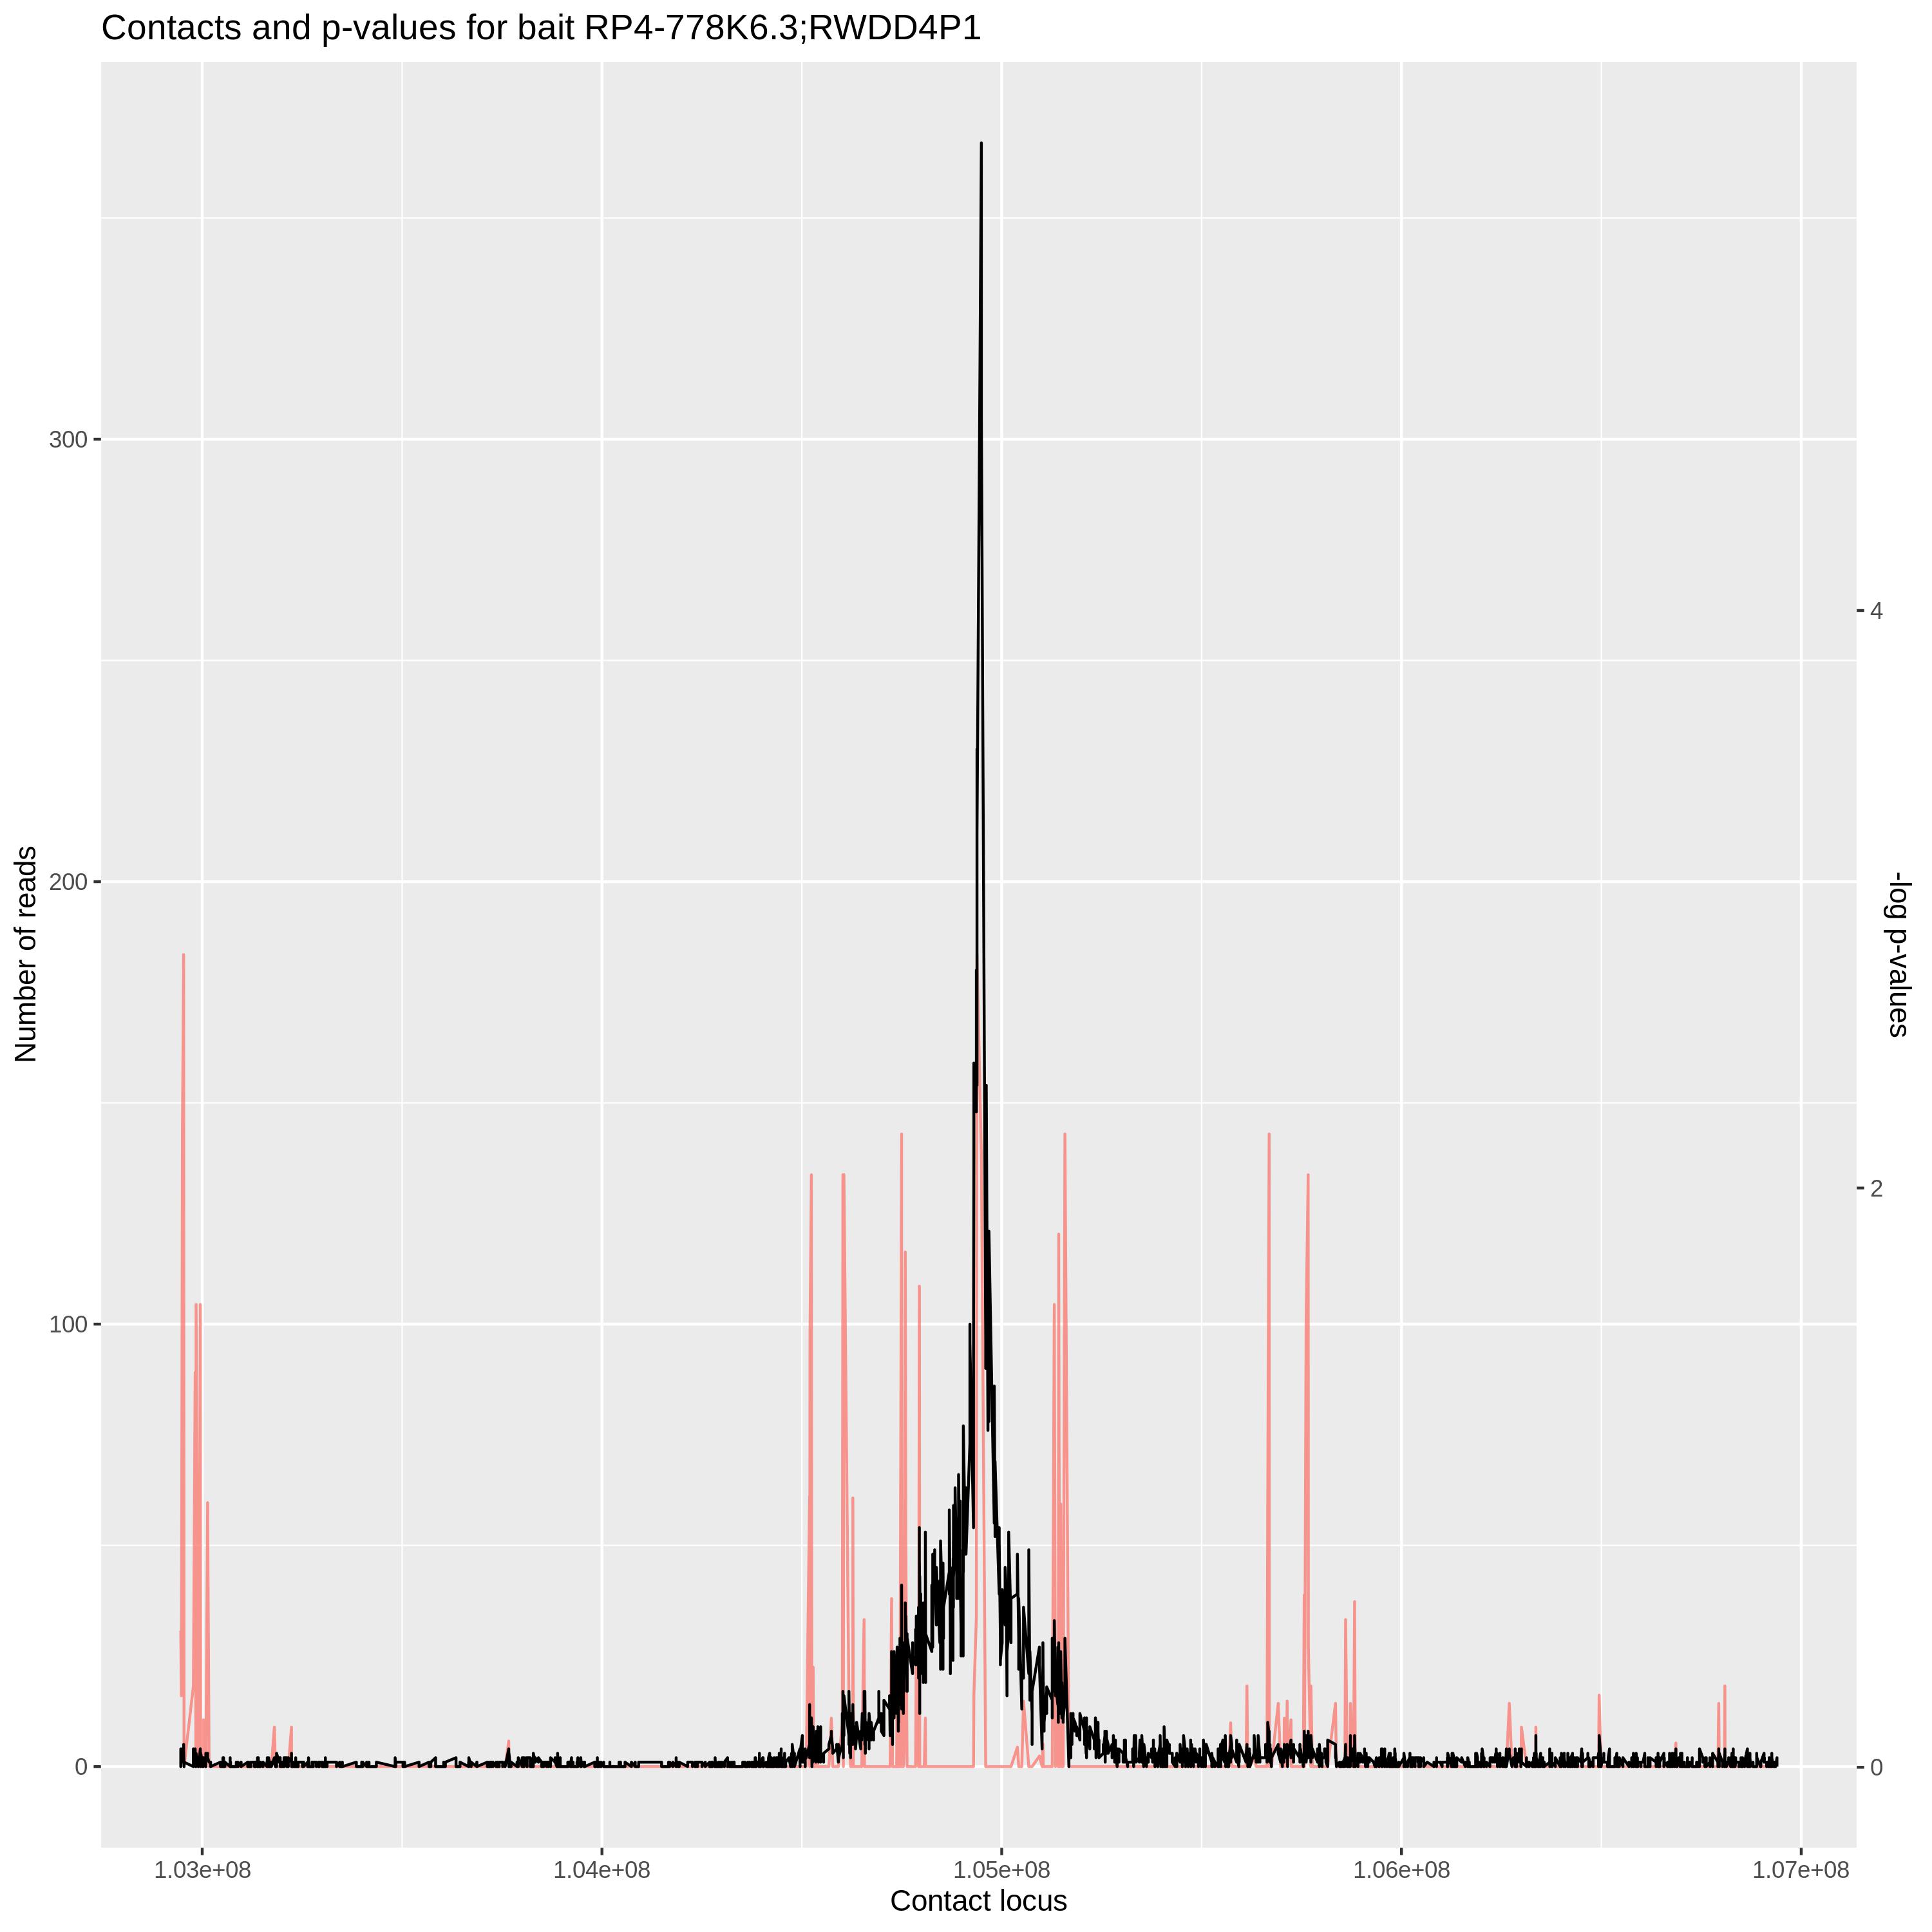 Contacts and p-values for bait RP4-778K6.3;RWDD4P1
Number of reads
300
200
100
0
4
2
0
-log p-values
1.03e+08 1.04e+08 1.05e+08 1.06e+08 1.07e+08
Contact locus